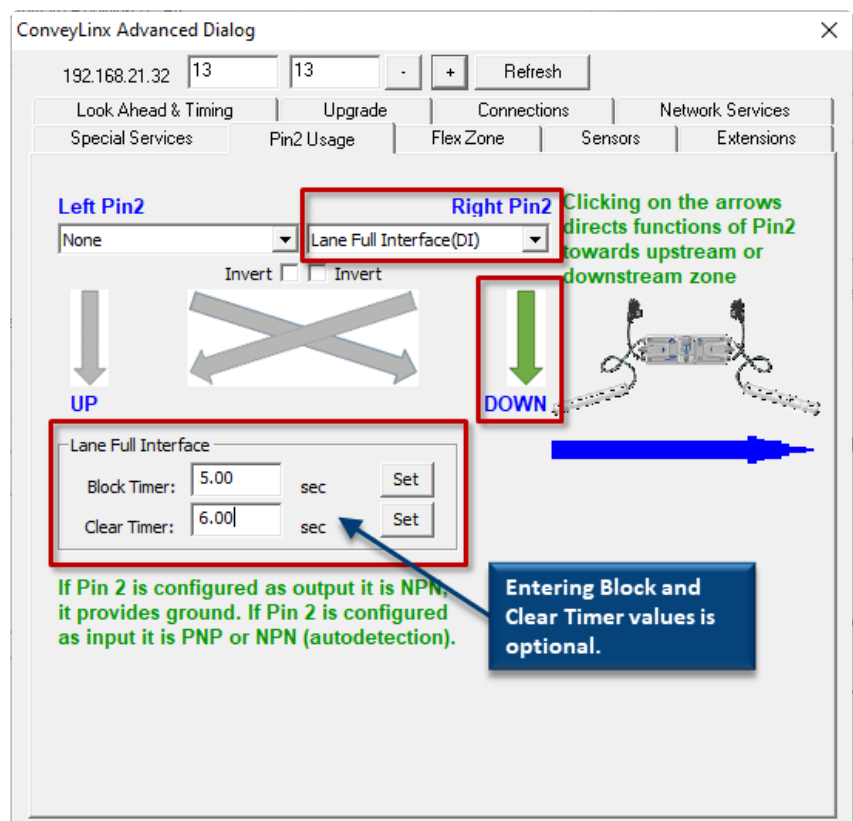 ConveyLinx Advanced Dialog
192.168.21.32 13 13 - + Refresh
Look Ahead & Timing Upgrade Connections Network Services
Special Services Pin2 Usage Flex Zone Sensors Extensions
Left Pin2 Right Pin2
None Lane Full Interface(DI)
Invert Invert
Clicking on the arrows
directs functions of Pin2
towards upstream or
downstream zone
UP DOWN
Lane Full Interface
Block Timer: 5.00 sec Set
Clear Timer: 6.00 sec Set
If Pin 2 is configured as output it is NPN,
it provides ground. If Pin 2 is configured
as input it is PNP or NPN (autodetection).
Entering Block and
Clear Timer values is
optional.